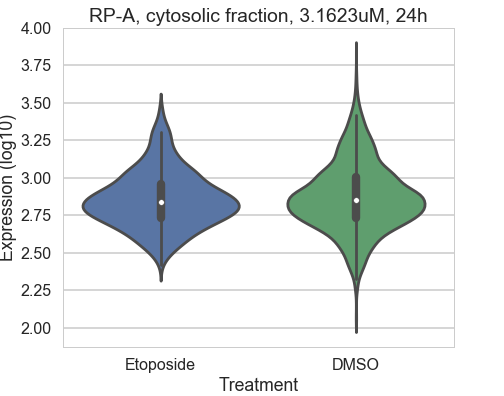 RP-A, cytosolic fraction, 3.1623uM, 24h
4.00
3.75
3.50
3.25
3.00
2.75
2.50
2.25
2.00
Expression (log10)
Etoposide DMSO
Treatment